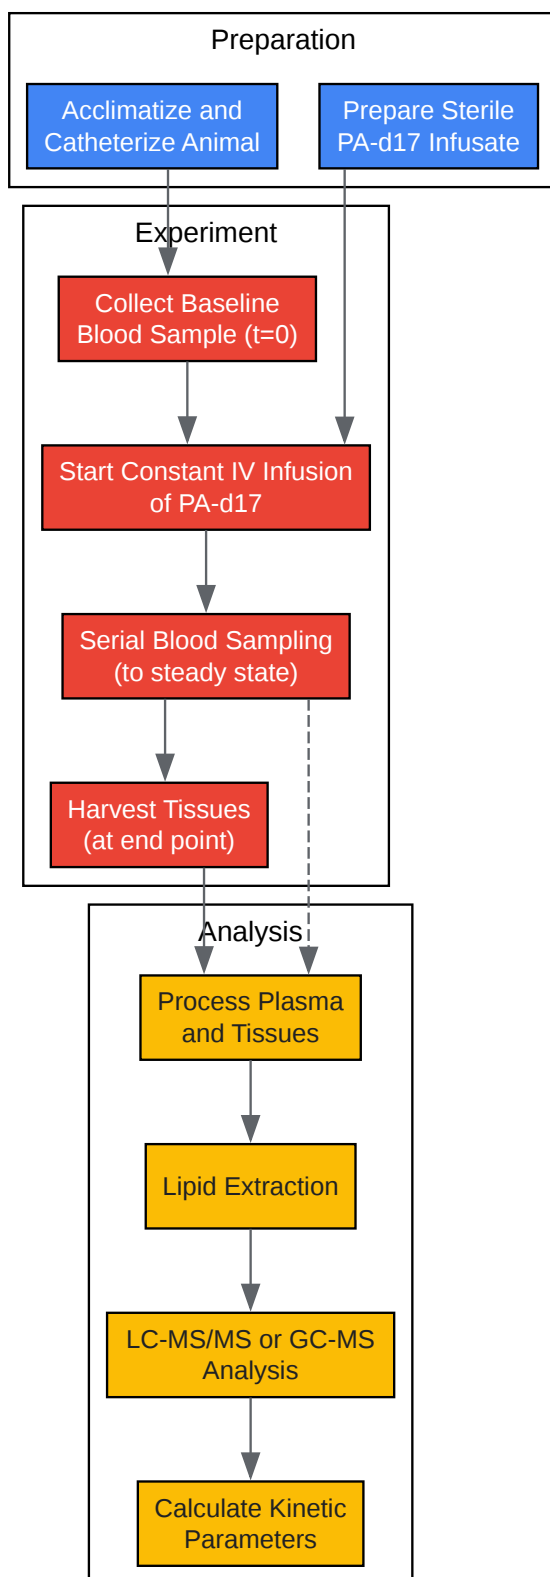 Preparation
Acclimatize and
Catheterize Animal
Prepare Sterile
PA-d17 Infusate
Experiment
Collect Baseline
Blood Sample (t=0)
Start Constant IV Infusion
of PA-d17
Serial Blood Sampling
(to steady state)
Harvest Tissues
(at end point)
Analysis
Process Plasma
and Tissues
Lipid Extraction
LC-MS/MS or GC-MS
Analysis
Calculate Kinetic
Parameters